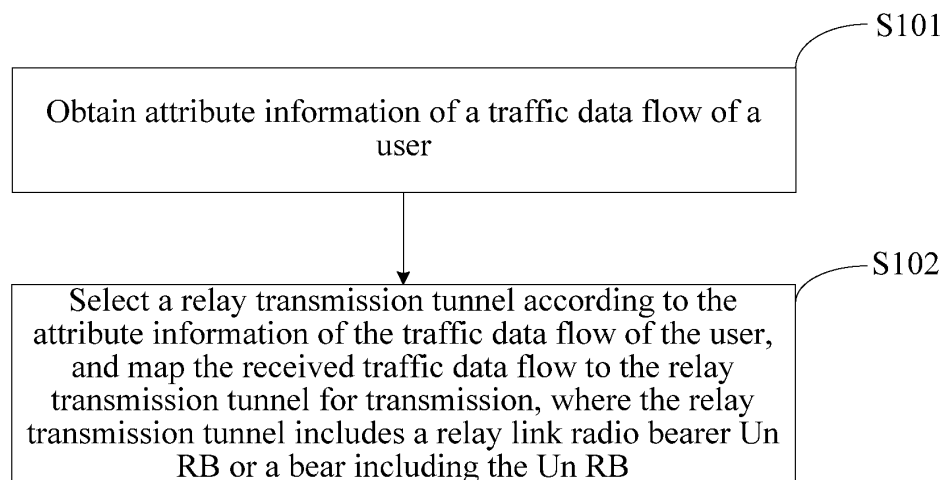 S101
Obtain attribute information of a traffic data flow of a
user
S102
Select a relay transmission tunnel according to the
attribute information of the traffic data flow of the user,
and map the received traffic data flow to the relay
transmission tunnel for transmission, where the relay
transmission tunnel includes a relay link radio bearer Un
RB or a bear including the Un RB